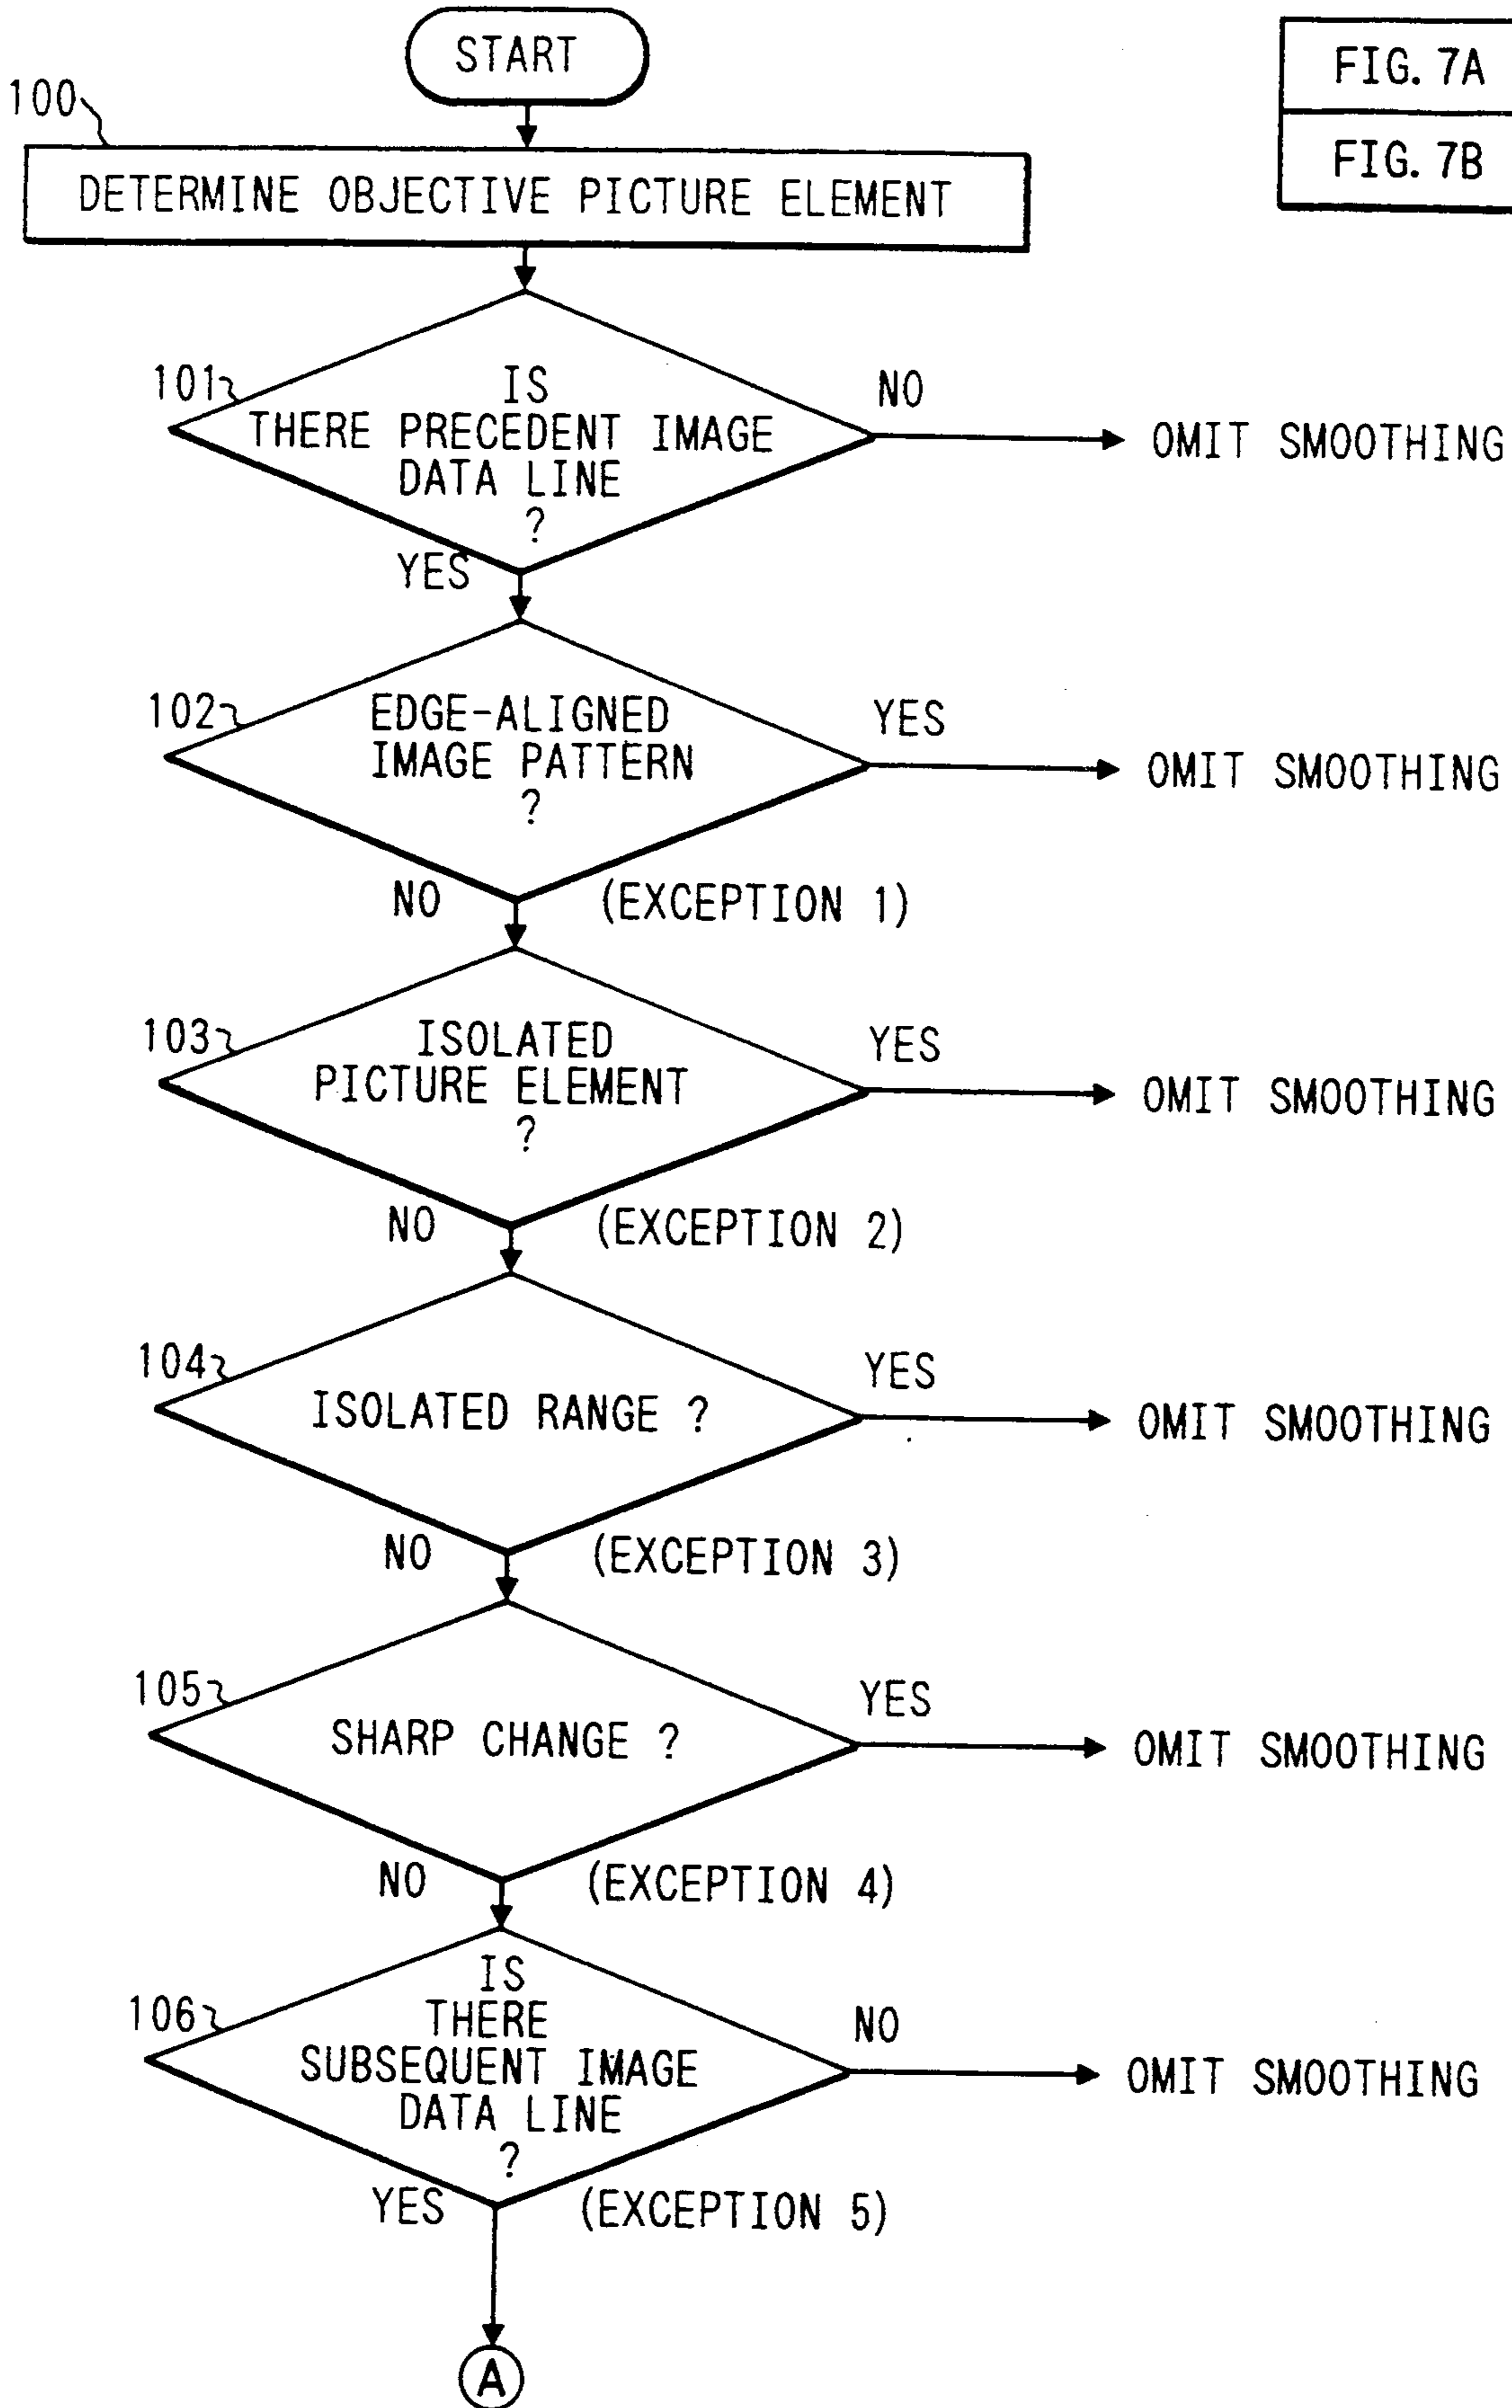 START
FIG. 7A
FIG. 7B
100
DETERMINE OBJECTIVE PICTURE ELEMENT
101
IS
THERE PRECEDENT IMAGE
DATA LINE
?
NO
OMIT SMOOTHING
YES
102
EDGE-ALIGNED
IMAGE PATTERN
?
YES
OMIT SMOOTHING
NO
(EXCEPTION 1)
103
ISOLATED
PICTURE ELEMENT
?
YES
OMIT SMOOTHING
NO
(EXCEPTION 2)
104
ISOLATED RANGE ?
YES
OMIT SMOOTHING
NO
(EXCEPTION 3)
105
SHARP CHANGE ?
YES
OMIT SMOOTHING
NO
(EXCEPTION 4)
106
IS
THERE
SUBSEQUENT IMAGE
DATA LINE
?
NO
OMIT SMOOTHING
YES
(EXCEPTION 5)
A